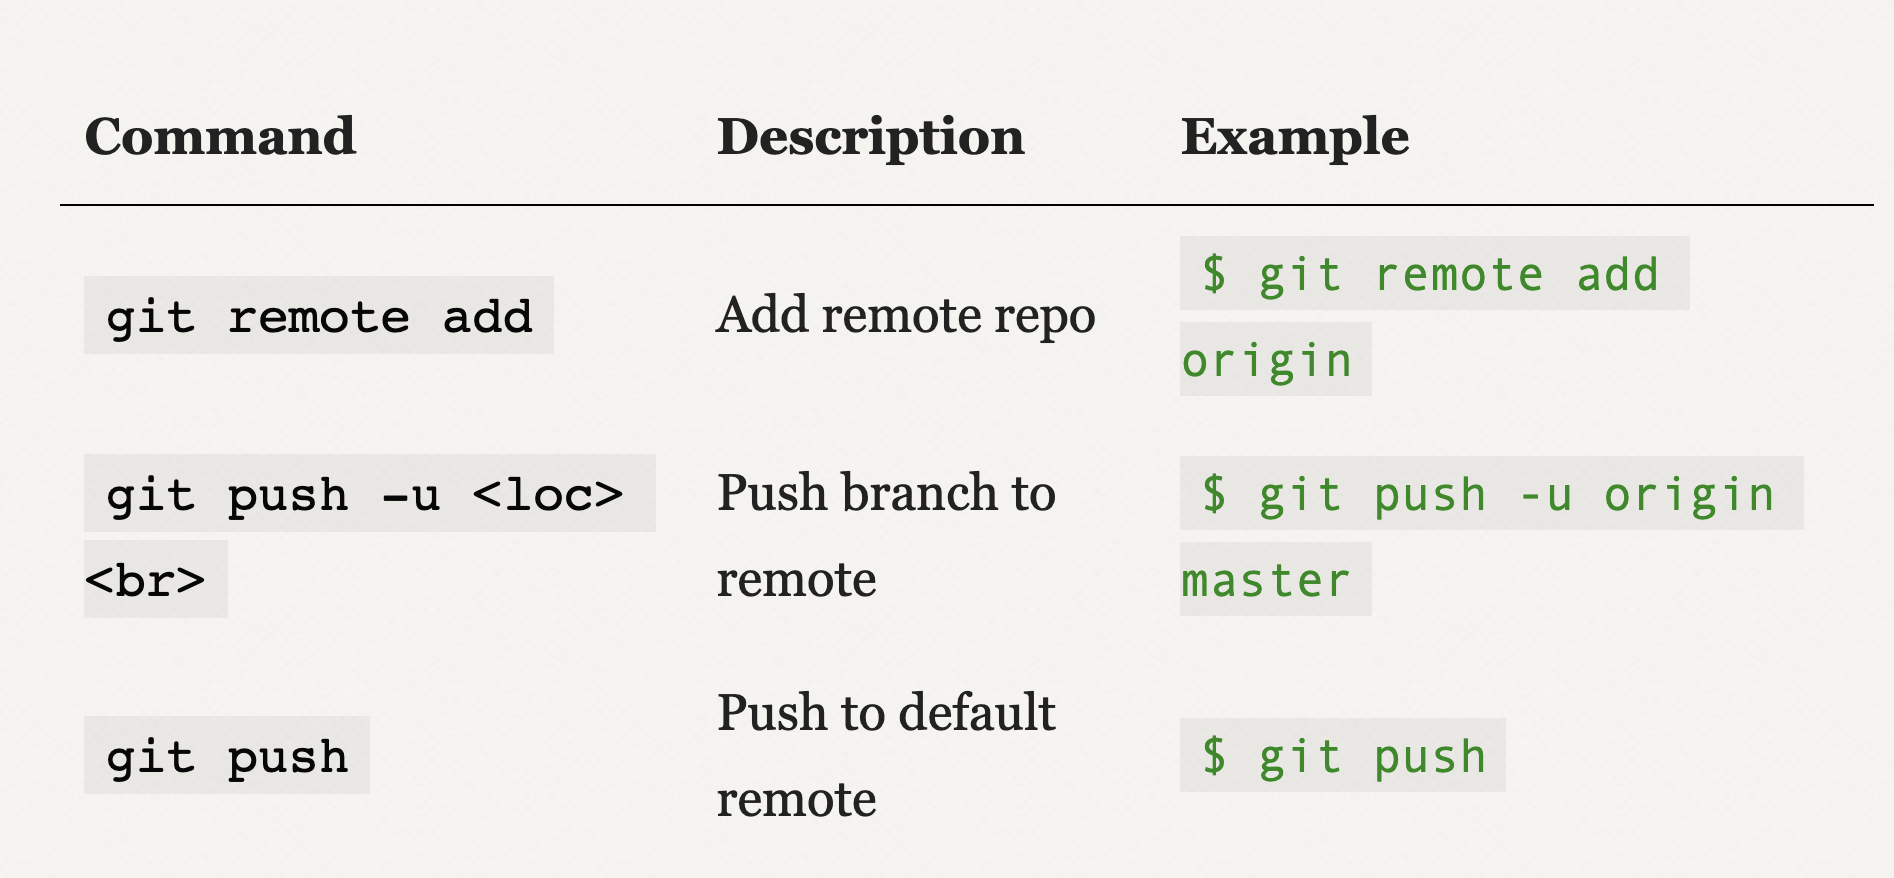 Command Description Example
git remote add Add remote repo $ git remote add
origin
git push -u <loc> Push branch to $ git push -u origin
<br> remote master
git push Push to default $ git push
remote